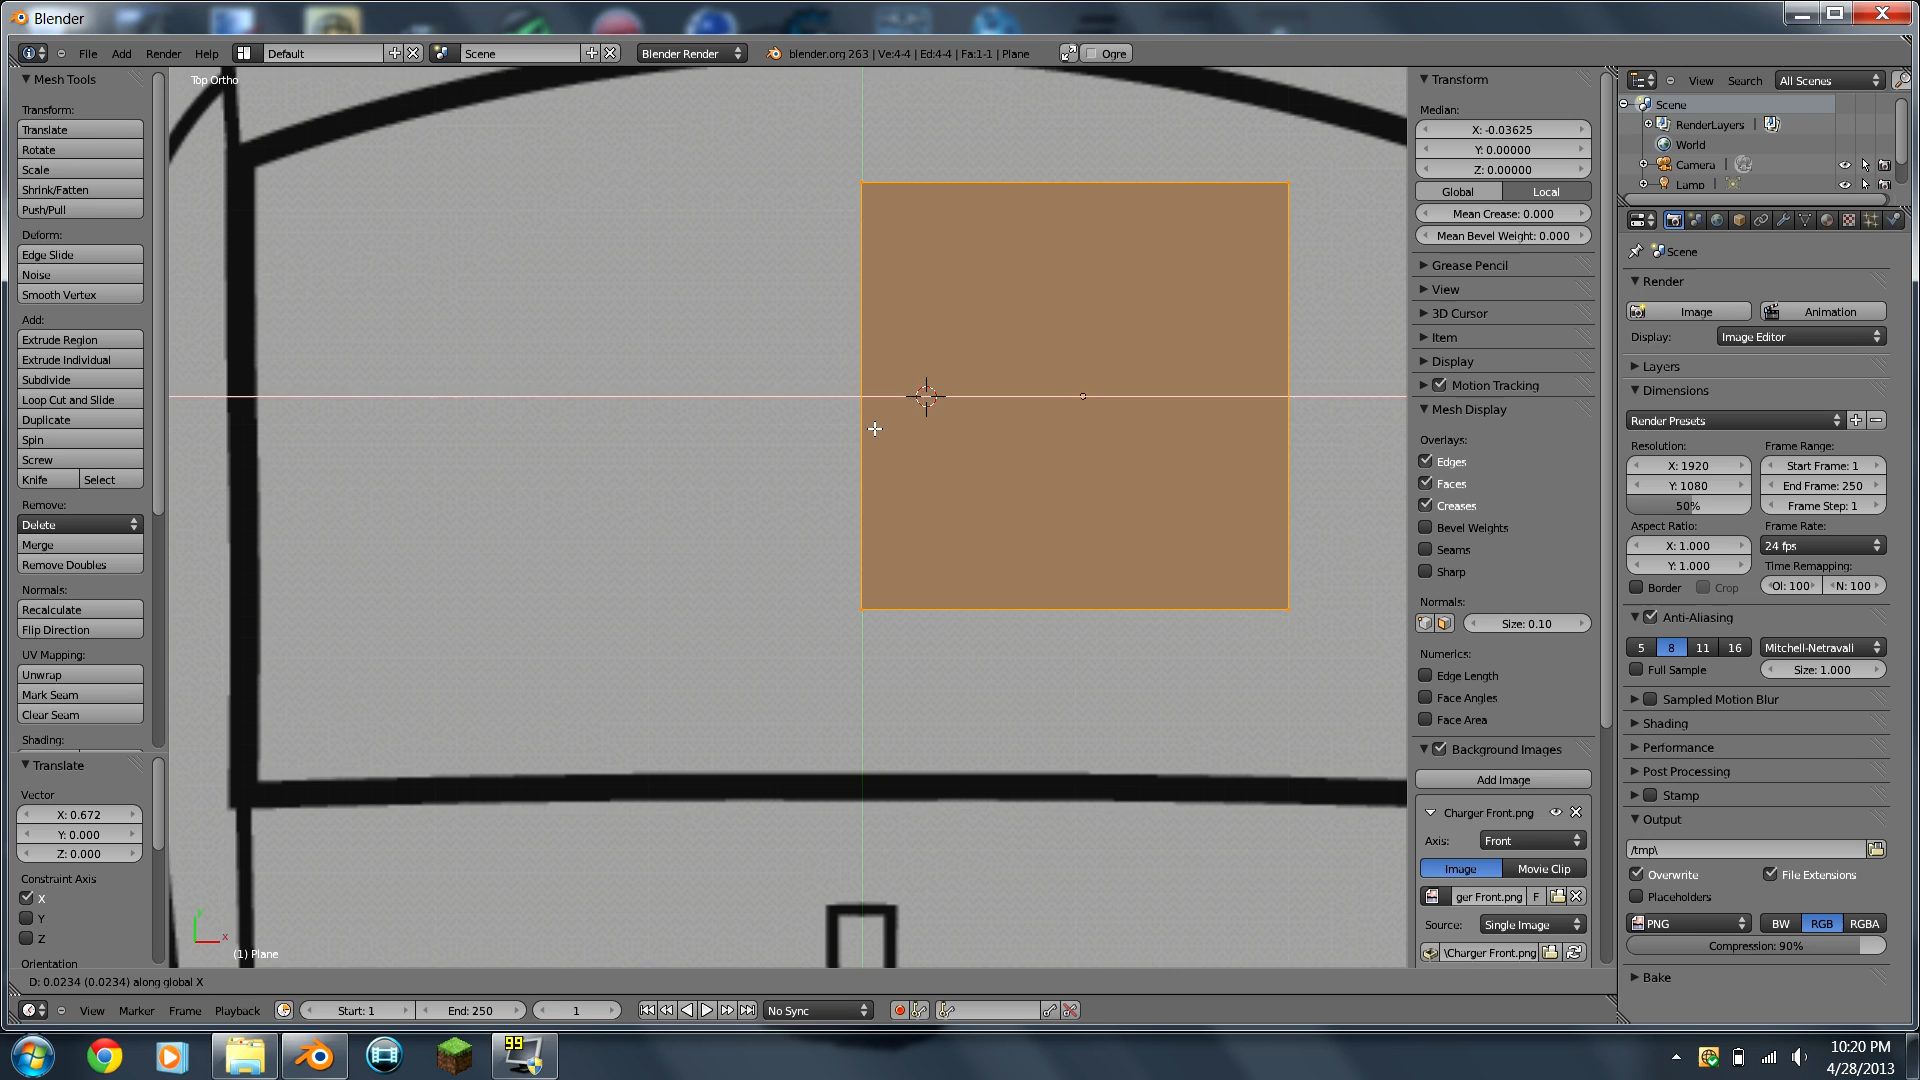 Blender
File Add Render Help Default Scene Blender Render blender.org 263 | Ve:4-4 | Ed:4-4 | Fa:1-1 | Plane Ogre
Mesh Tools
Transform:
Translate
Rotate
Scale
Shrink/Fatten
Push/Pull
Deform:
Edge Slide
Noise
Smooth Vertex
Add:
Extrude Region
Extrude Individual
Subdivide
Loop Cut and Slide
Duplicate
Spin
Screw
Knife Select
Remove:
Delete
Merge
Remove Doubles
Normals:
Recalculate
Flip Direction
UV Mapping:
Unwrap
Mark Seam
Clear Seam
Shading:
Translate
Vector
X: 0.672
Y: 0.000
Z: 0.000
Constraint Axis
X
Y
Z
Orientation
Top Ortho
y
x
(1) Plane
D: 0.0234 (0.0234) along global X
Transform
Median:
X: -0.03625
Y: 0.00000
Z: 0.00000
Global Local
Mean Crease: 0.000
Mean Bevel Weight: 0.000
Grease Pencil
View
3D Cursor
Item
Display
Motion Tracking
Mesh Display
Overlays:
Edges
Faces
Creases
Bevel Weights
Seams
Sharp
Normals:
Size: 0.10
Numerics:
Edge Length
Face Angles
Face Area
Background Images
Add Image
Charger Front.png
Axis: Front
Image Movie Clip
ger Front.png F
Source: Single Image
\Charger Front.png
View Search All Scenes
Scene
RenderLayers
World
Camera
Lamp
Scene
Render
Image Animation
Display: Image Editor
Layers
Dimensions
Render Presets
Resolution: Frame Range:
X: 1920 Start Frame: 1
Y: 1080 End Frame: 250
50% Frame Step: 1
Aspect Ratio: Frame Rate:
X: 1.000 24 fps
Y: 1.000 Time Remapping:
Border Crop Ol: 100 N: 100
Anti-Aliasing
5 8 11 16 Mitchell-Netravali
Full Sample Size: 1.000
Sampled Motion Blur
Shading
Performance
Post Processing
Stamp
Output
/tmp\
Overwrite File Extensions
Placeholders
PNG BW RGB RGBA
Compression: 90%
Bake
View Marker Frame Playback Start: 1 End: 250 1 No Sync
99
10:20 PM
4/28/2013